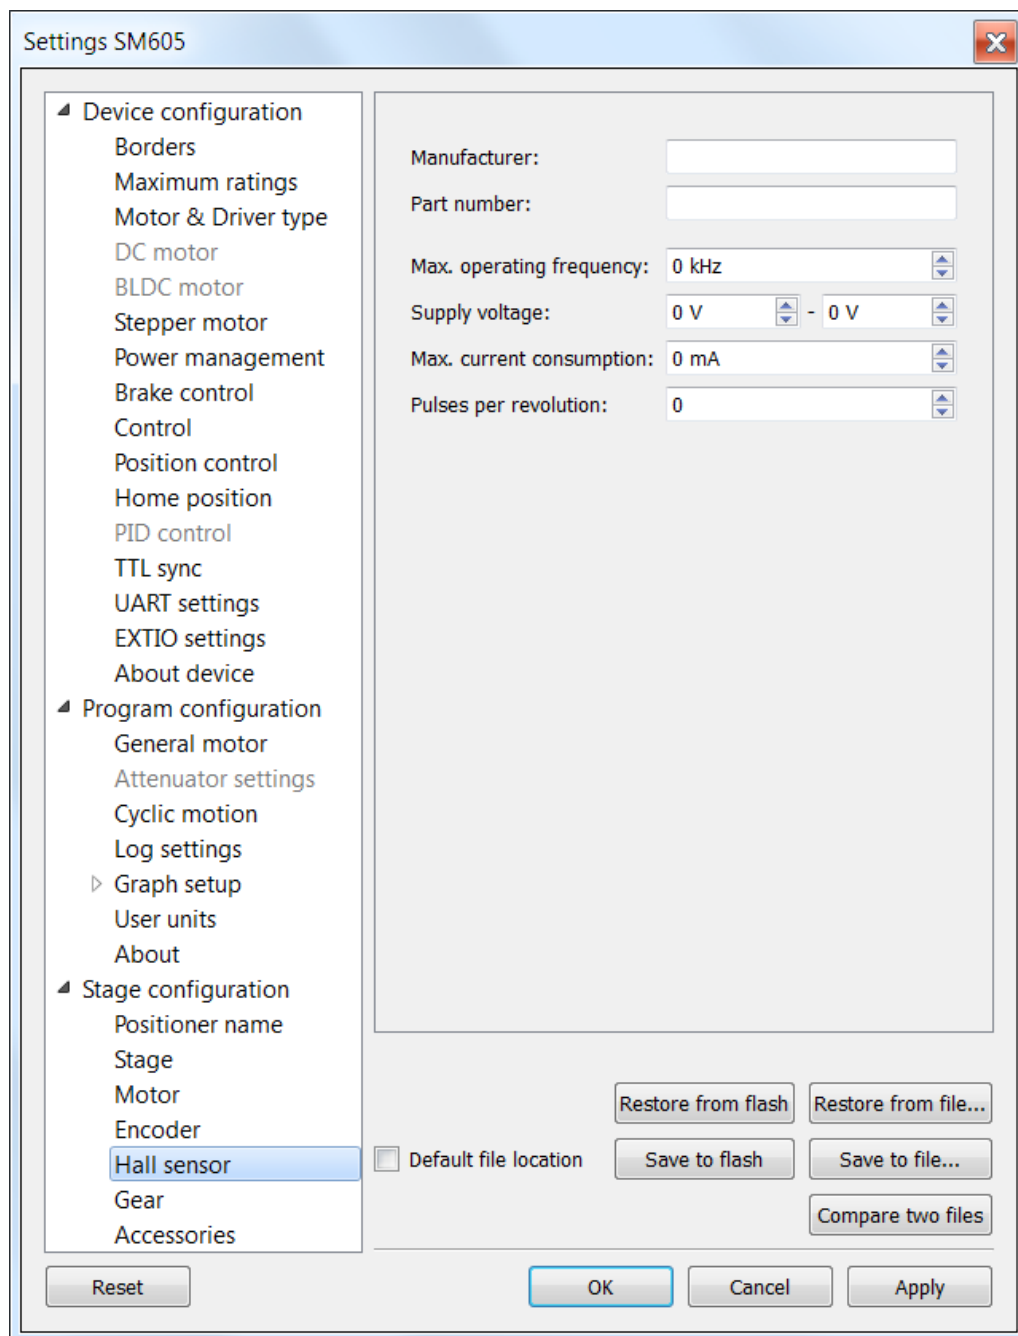 Settings SM605
Device configuration
Borders
Maximum ratings
Motor & Driver type
DC motor
BLDC motor
Stepper motor
Power management
Brake control
Control
Position control
Home position
PID control
TTL sync
UART settings
EXTIO settings
About device
Program configuration
General motor
Attenuator settings
Cyclic motion
Log settings
Graph setup
User units
About
Stage configuration
Positioner name
Stage
Motor
Encoder
Hall sensor
Gear
Accessories
Manufacturer:
Part number:
Max. operating frequency: 0 kHz
Supply voltage: 0 V - 0 V
Max. current consumption: 0 mA
Pulses per revolution: 0
Restore from flash Restore from file...
Default file location Save to flash Save to file...
Compare two files
Reset OK Cancel Apply